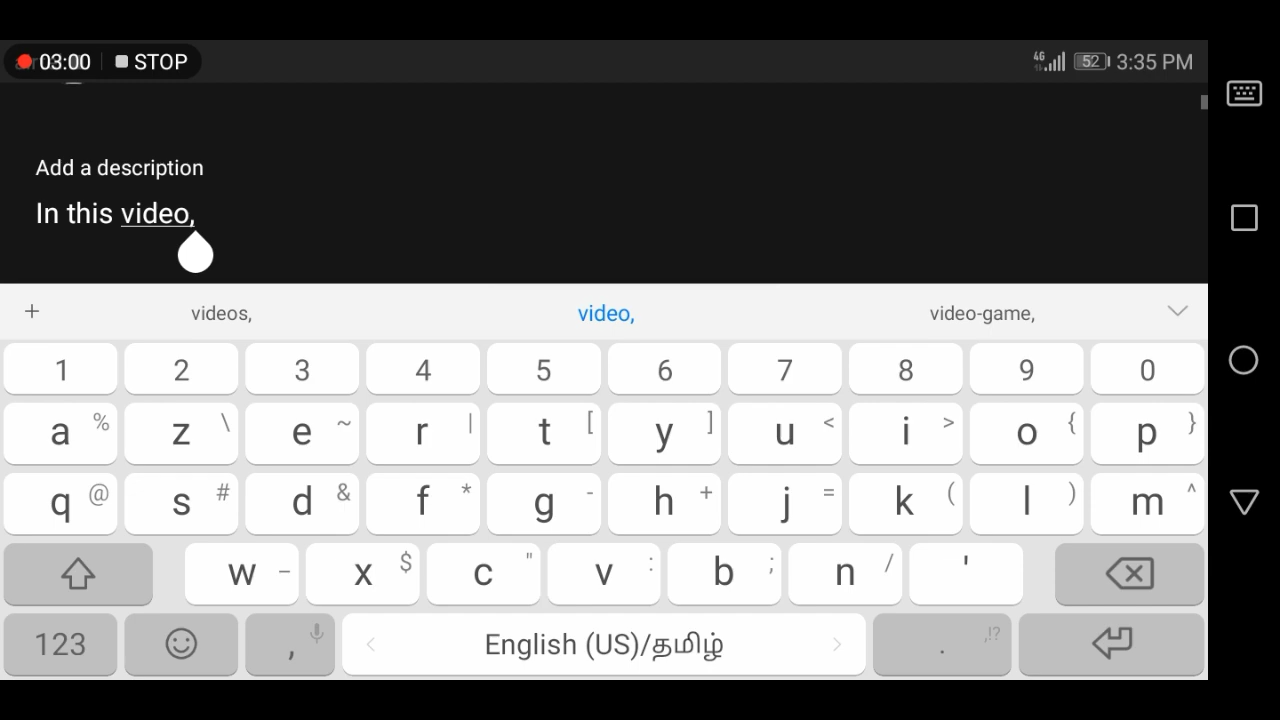 03:00 STOP
4G 52 3:35 PM
Add a description
In this video,
+ videos, video, video-game,
1 2 3 4 5 6 7 8 9 0
a % z \ e ~ r | t [ y ] u < i > o { p }
q @ s # d & f * g - h + j = k ( l ) m ^
w _ x $ c " v : b ; n / '
123 , < English (US)/தமிழ் > . ,!?